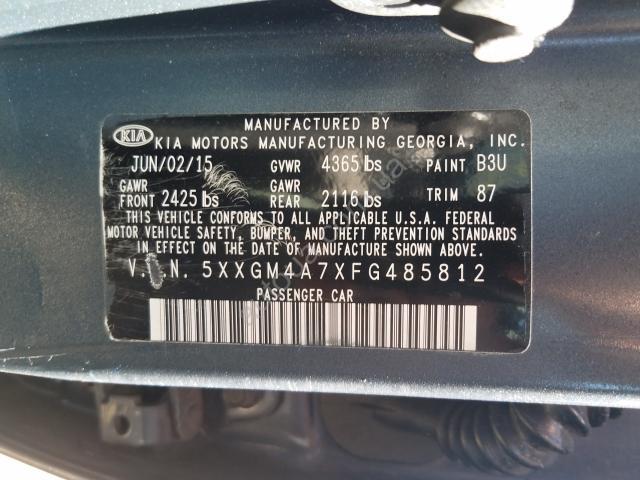 MANUFACTURED BY
KIA KIA MOTORS MANUFACTURING GEORGIA, INC.
JUN/02/15 GVWR 4365 lbs PAINT B3U
GAWR FRONT 2425 lbs GAWR REAR 2116 lbs TRIM 87
THIS VEHICLE CONFORMS TO ALL APPLICABLE U.S.A. FEDERAL
MOTOR VEHICLE SAFETY, BUMPER, AND THEFT PREVENTION STANDARDS
IN EFFECT ON THE DATE OF MANUFACTURE SHOWN ABOVE.
V.I.N. 5XXGM4A7XFG485812
PASSENGER CAR